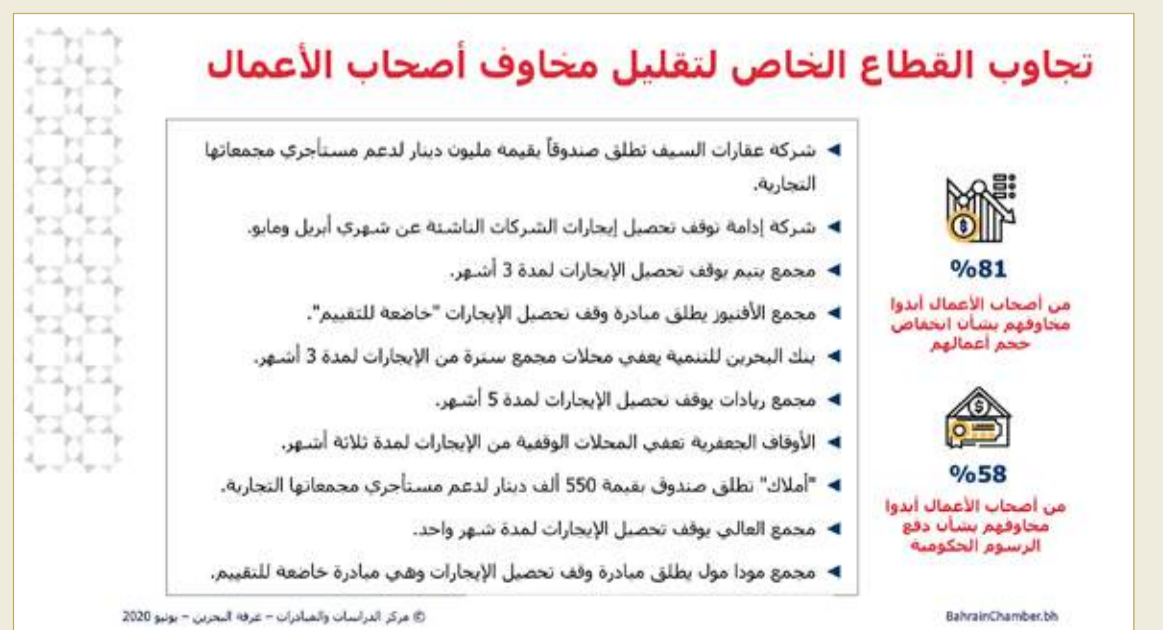 تجاوب القطاع الخاص لتقليل مخاوف أصحاب الأعمال
◄ شركة عقارات السيف تطلق صندوقاً بقيمة مليون دينار لدعم مستأجري مجمعاتها
التجارية.
◄ شركة إدامة توقف تحصيل إيجارات الشركات الناشئة عن شهري أبريل ومايو.
◄ مجمع يتيم يوقف تحصيل الإيجارات لمدة 3 أشهر.
◄ مجمع الأفنيوز يطلق مبادرة وقف تحصيل الإيجارات "خاضعة للتقييم".
◄ بنك البحرين للتنمية يعفي محلات مجمع سترة من الإيجارات لمدة 3 أشهر.
◄ مجمع ريادات يوقف تحصيل الإيجارات لمدة 5 أشهر.
◄ الأوقاف الجعفرية تعفي المحلات الوقفية من الإيجارات لمدة ثلاثة أشهر.
◄ "أملاك" تطلق صندوق بقيمة 550 ألف دينار لدعم مستأجري مجمعاتها التجارية.
◄ مجمع العالي يوقف تحصيل الإيجارات لمدة شهر واحد.
◄ مجمع مودا مول يطلق مبادرة وقف تحصيل الإيجارات وهي مبادرة خاضعة للتقييم.
%81
من أصحاب الأعمال أبدوا
مخاوفهم بشأن انخفاض
حجم أعمالهم
%58
من أصحاب الأعمال أبدوا
مخاوفهم بشأن دفع
الرسوم الحكومية
BahrainChamber.bh
© مركز الدراسات والمبادرات – غرفة البحرين – يونيو 2020